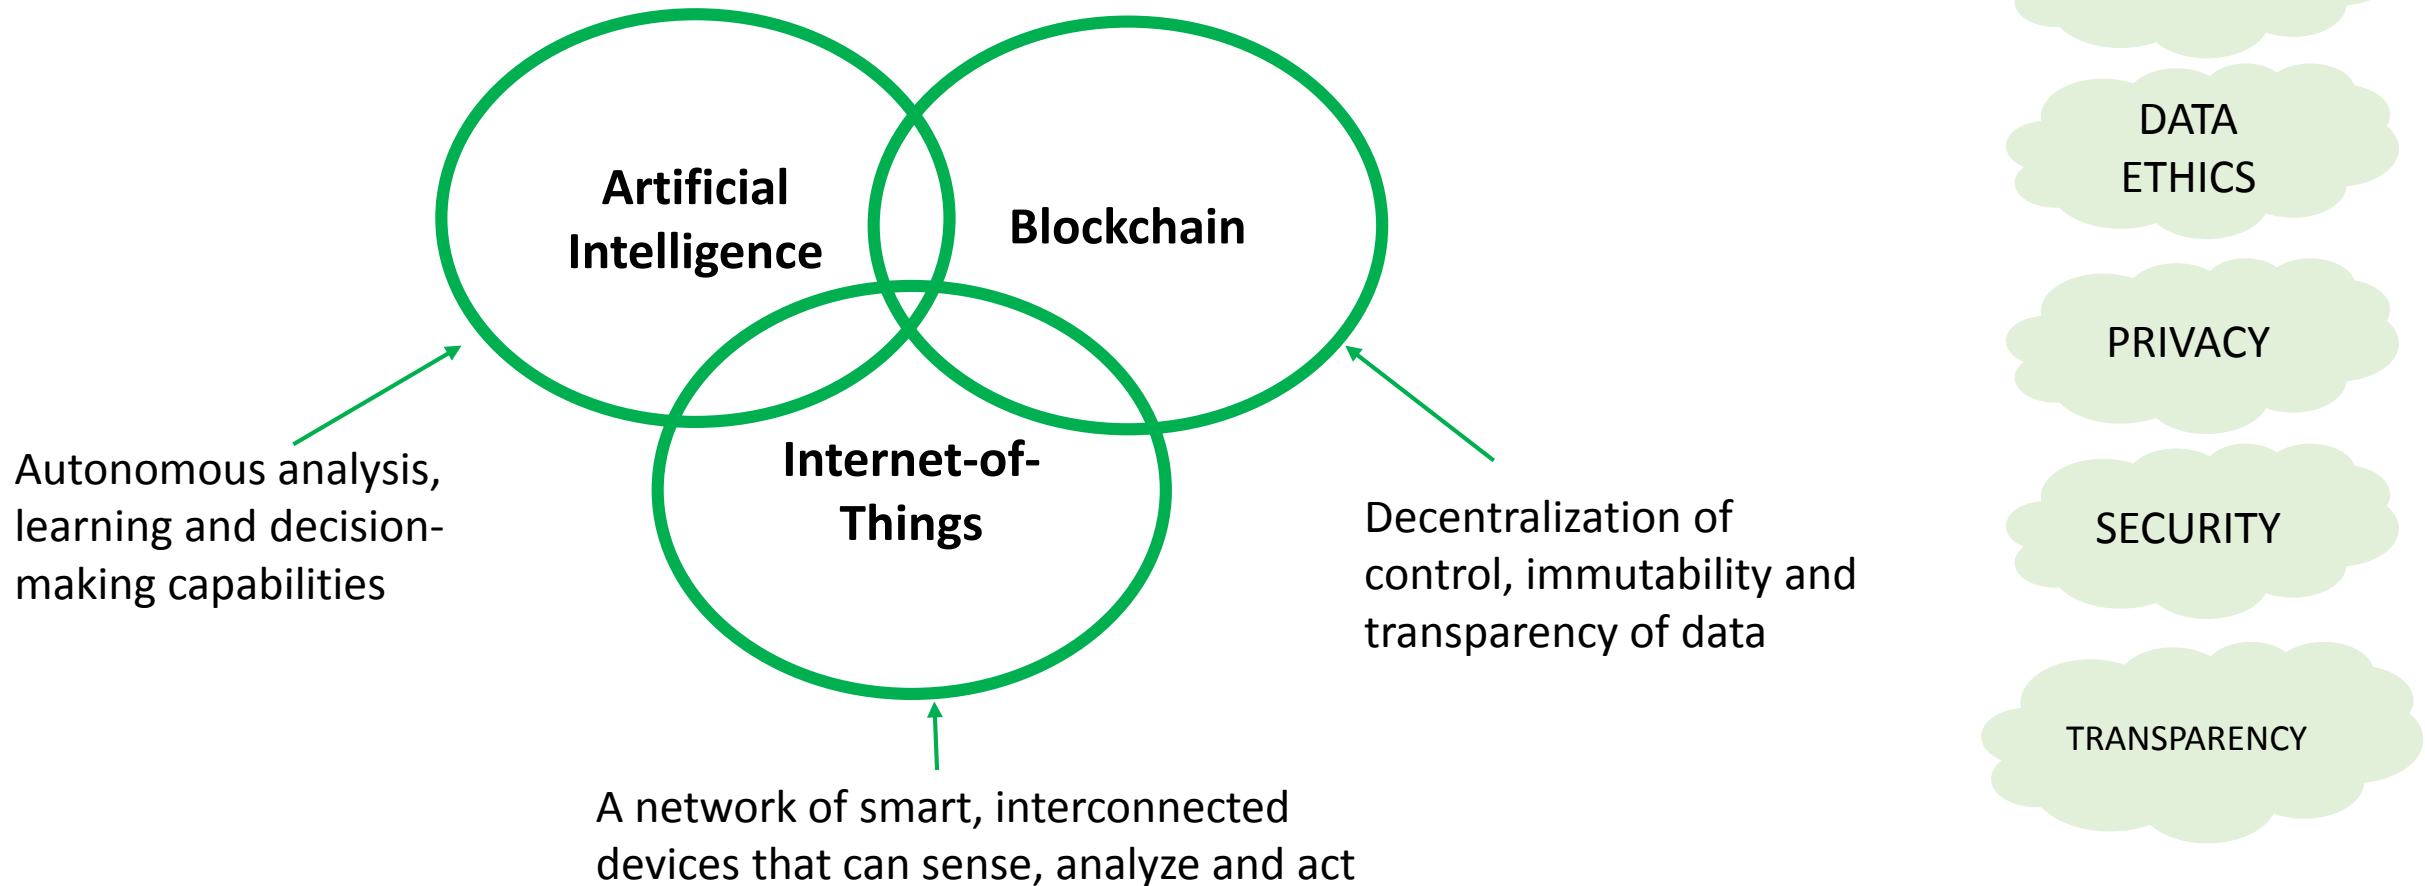 Artificial
Intelligence
Blockchain
Internet-of-
Things
Autonomous analysis,
learning and decision-
making capabilities
Decentralization of
control, immutability and
transparency of data
A network of smart, interconnected
devices that can sense, analyze and act
DATA
ETHICS
PRIVACY
SECURITY
TRANSPARENCY